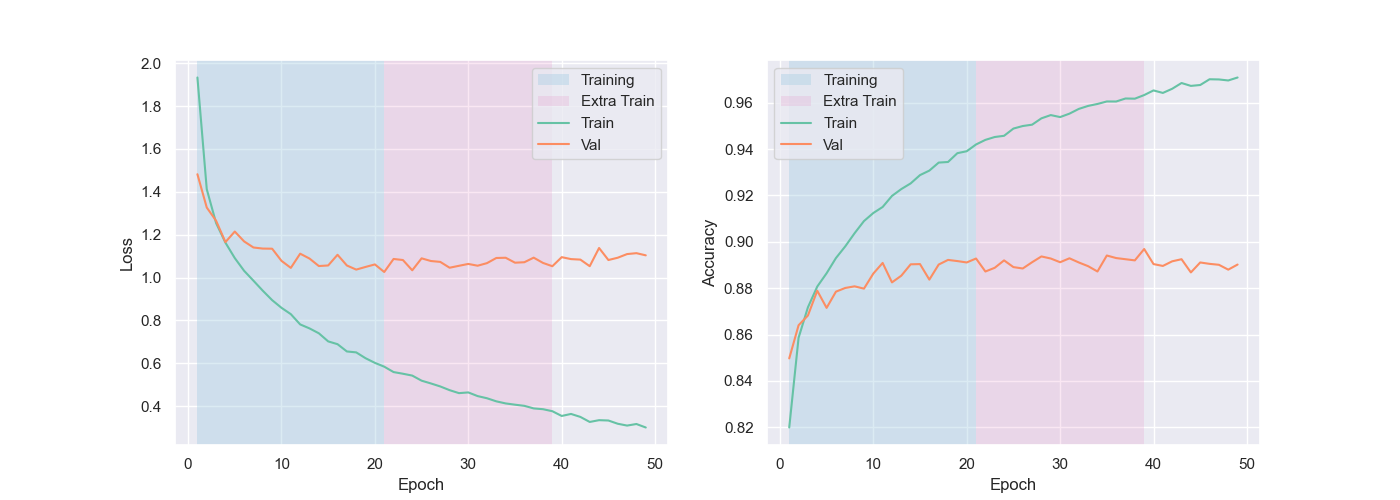 2.0
1.8
1.6
1.4
1.2
1.0
0.8
0.6
0.4
Loss
0 10 20 30 40 50
Epoch
Training
Extra Train
Train
Val
0.96
0.94
0.92
0.90
0.88
0.86
0.84
0.82
Accuracy
0 10 20 30 40 50
Epoch
Training
Extra Train
Train
Val